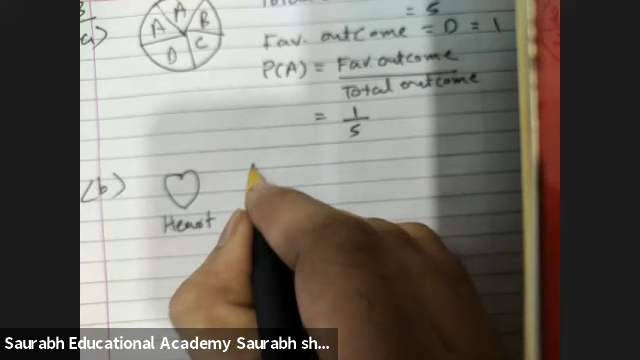 a)
A
A
B
C
D
= 5
Fav. outcome = D = 1
P(A) = Fav outcome
Total outcome
= 1
5
(b)
Heart
Saurabh Educational Academy Saurabh sh...